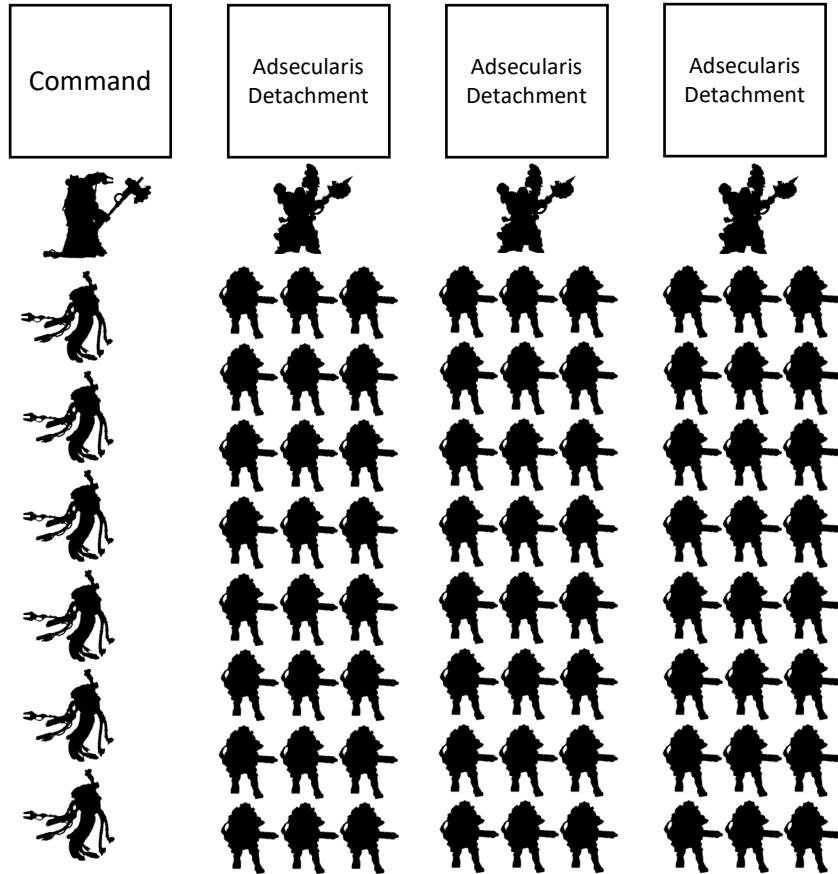 Command
Adsecularis
Detachment
Adsecularis
Detachment
Adsecularis
Detachment